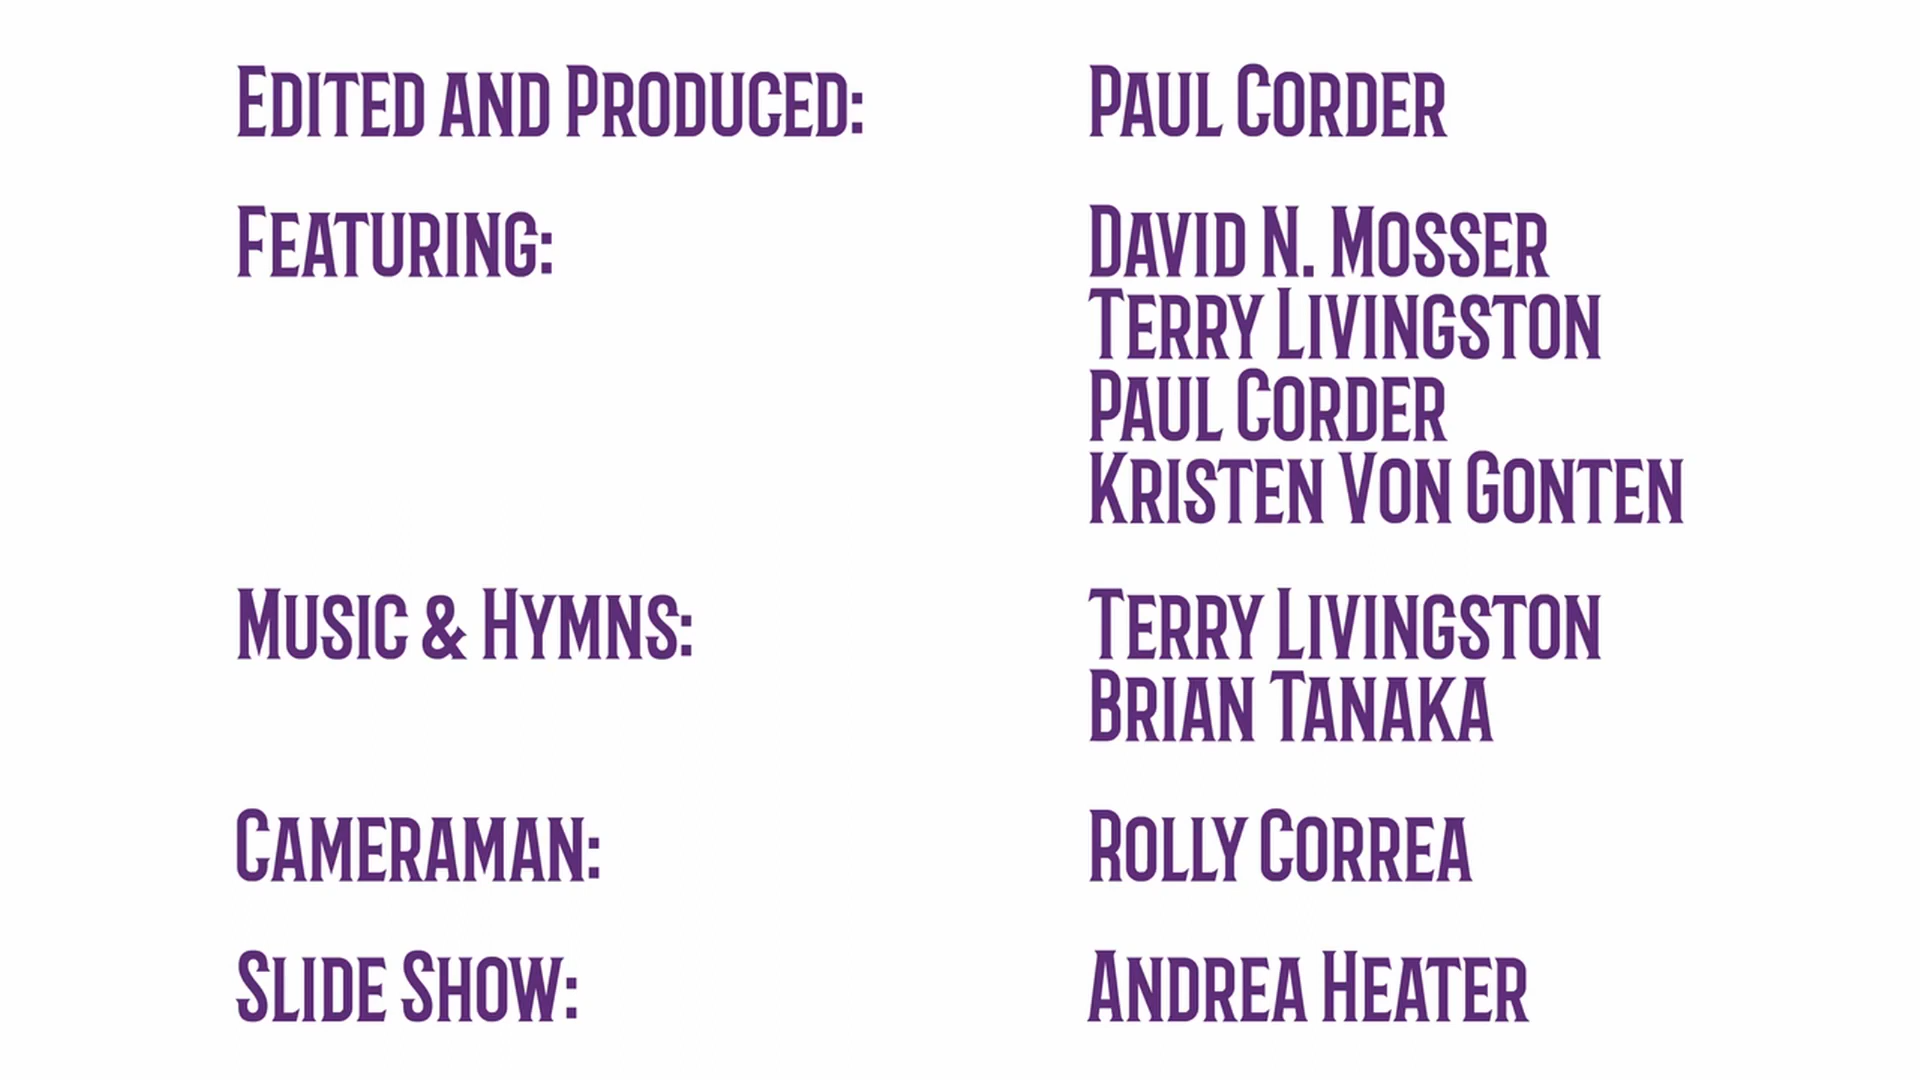 Edited and Produced: Paul Corder
Featuring: David N. Mosser
Terry Livingston
Paul Corder
Kristen Von Gonten
Music & Hymns: Terry Livingston
Brian Tanaka
Cameraman: Rolly Correa
Slide Show: Andrea Heater